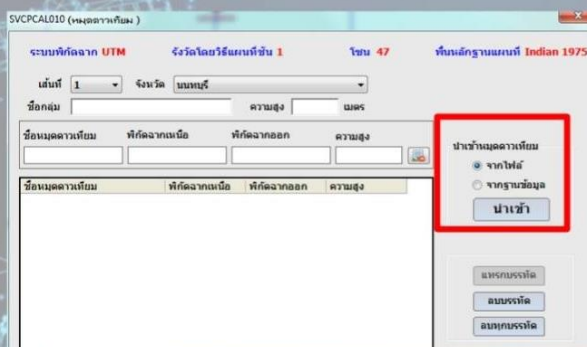 SVCPCAL010 (หมุดดาวเทียม )
ระบบพิกัดฉาก UTM รังวัดโดยวิธีแผนที่ชั้น 1 โซน 47 พื้นหลักฐานแผนที่ Indian 1975
เส้นที่ 1 จังหวัด นนทบุรี
ชื่อกลุ่ม ความสูง เมตร
ชื่อหมุดดาวเทียม พิกัดฉากเหนือ พิกัดฉากออก ความสูง
นำเข้าหมุดดาวเทียม
จากไฟล์
จากฐานข้อมูล
นำเข้า
ชื่อหมุดดาวเทียม พิกัดฉากเหนือ พิกัดฉากออก ความสูง
แทรกบรรทัด
ลบบรรทัด
ลบทุกบรรทัด